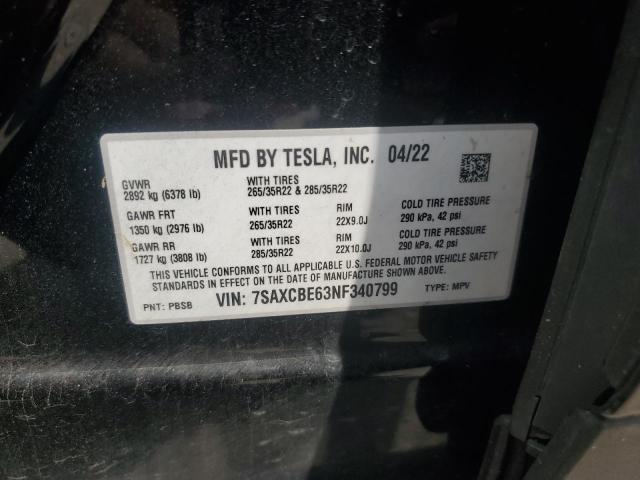 MFD BY TESLA, INC. 04/22
GVWR WITH TIRES
2892 kg (6378 lb) 265/35R22 & 285/35R22
GAWR FRT WITH TIRES RIM COLD TIRE PRESSURE
1350 kg (2976 lb) 265/35R22 22X9.0J 290 kPa, 42 psi
GAWR RR WITH TIRES RIM COLD TIRE PRESSURE
1727 kg (3808 lb) 285/35R22 22X10.0J 290 kPa, 42 psi
THIS VEHICLE CONFORMS TO ALL APPLICABLE U.S. FEDERAL MOTOR VEHICLE SAFETY
STANDARDS IN EFFECT ON THE DATE OF MANUFACTURE SHOWN ABOVE.
PNT: PBSB VIN: 7SAXCBE63NF340799 TYPE: MPV